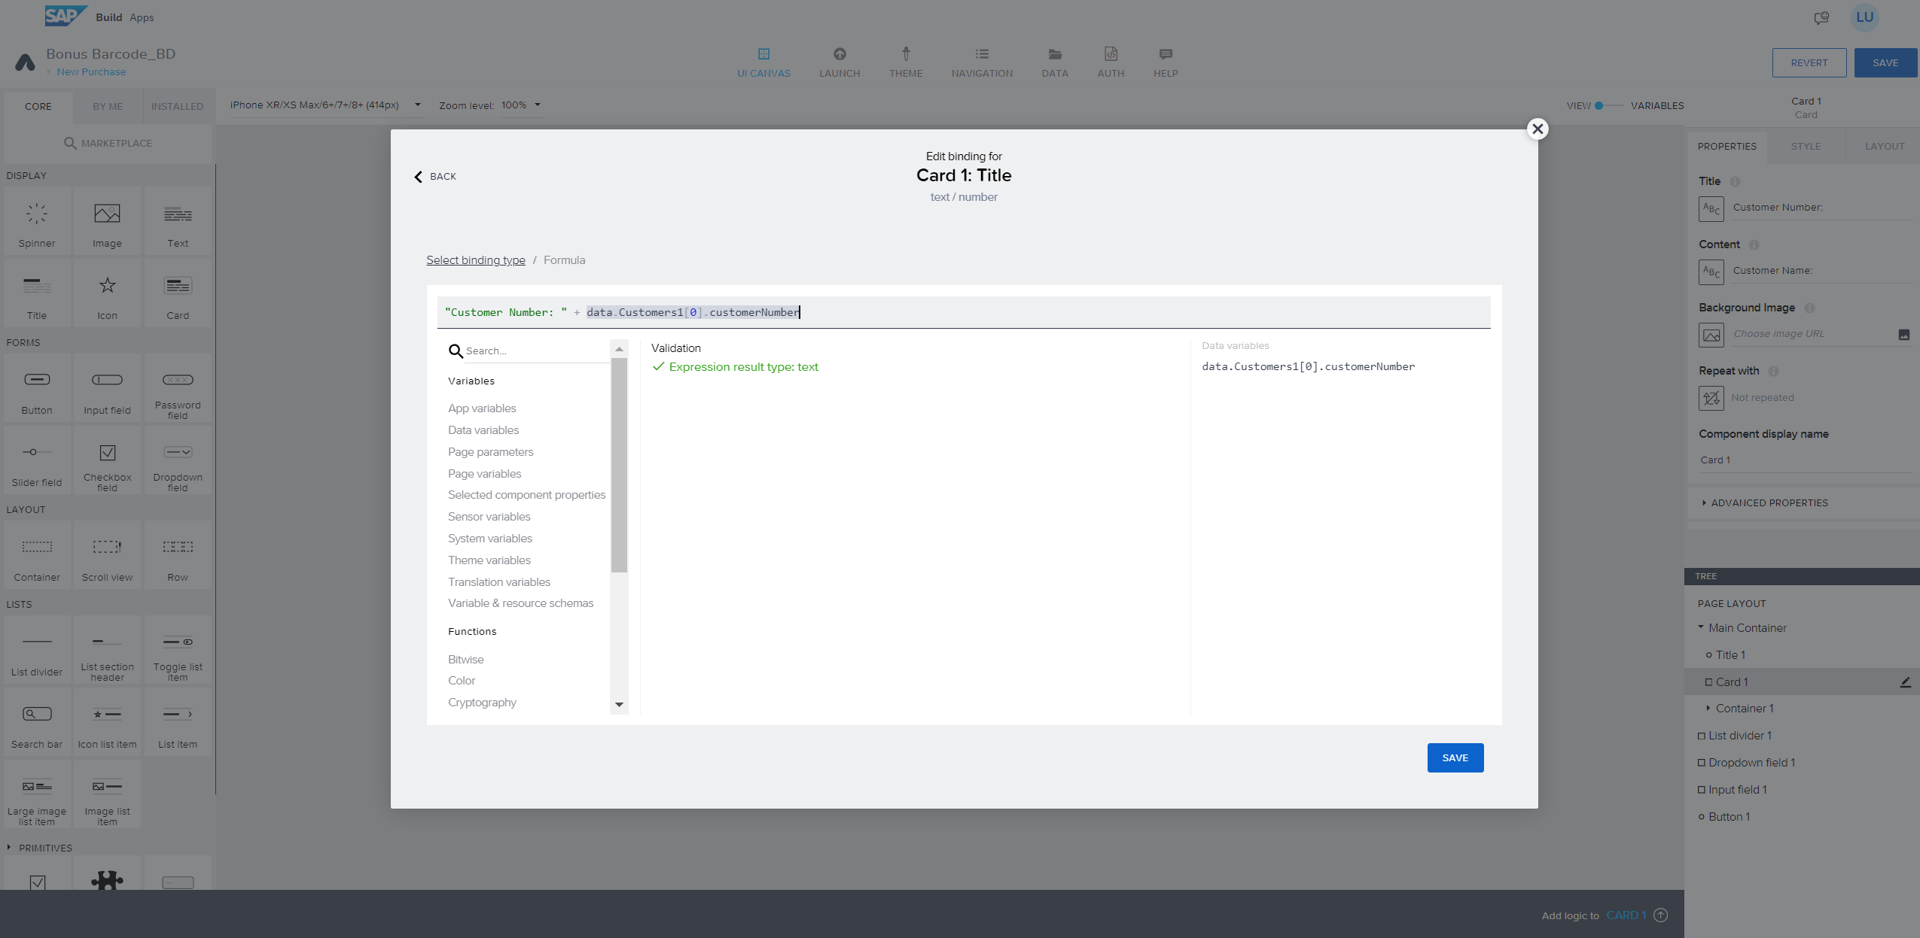 SAP Build Apps
LU
Bonus Barcode_BD
› New Purchase
UI CANVAS
LAUNCH
THEME
NAVIGATION
DATA
AUTH
HELP
REVERT
SAVE
CORE
BY ME
INSTALLED
iPhone XR/XS Max/6+/7+/8+ (414px)
Zoom level: 100%
VIEW
VARIABLES
Card 1
Card
MARKETPLACE
DISPLAY
Spinner
Image
Text
Title
Icon
Card
FORMS
Button
Input field
Password
field
Slider field
Checkbox
field
Dropdown
field
LAYOUT
Container
Scroll view
Row
LISTS
List divider
List section
header
Toggle list
item
Search bar
Icon list item
List item
Large image
list item
Image list
item
PRIMITIVES
Edit binding for
BACK
Card 1: Title
text / number
Select binding type / Formula
"Customer Number: " + data.Customers1[0].customerNumber
Search...
Variables
App variables
Data variables
Page parameters
Page variables
Selected component properties
Sensor variables
System variables
Theme variables
Translation variables
Variable & resource schemas
Functions
Bitwise
Color
Cryptography
Validation
Expression result type: text
Data variables
data.Customers1[0].customerNumber
SAVE
PROPERTIES
STYLE
LAYOUT
Title
ABC
Customer Number:
Content
ABC
Customer Name:
Background Image
Choose image URL
Repeat with
Not repeated
Component display name
Card 1
ADVANCED PROPERTIES
TREE
PAGE LAYOUT
Main Container
Title 1
Card 1
Container 1
List divider 1
Dropdown field 1
Input field 1
Button 1
Add logic to CARD 1